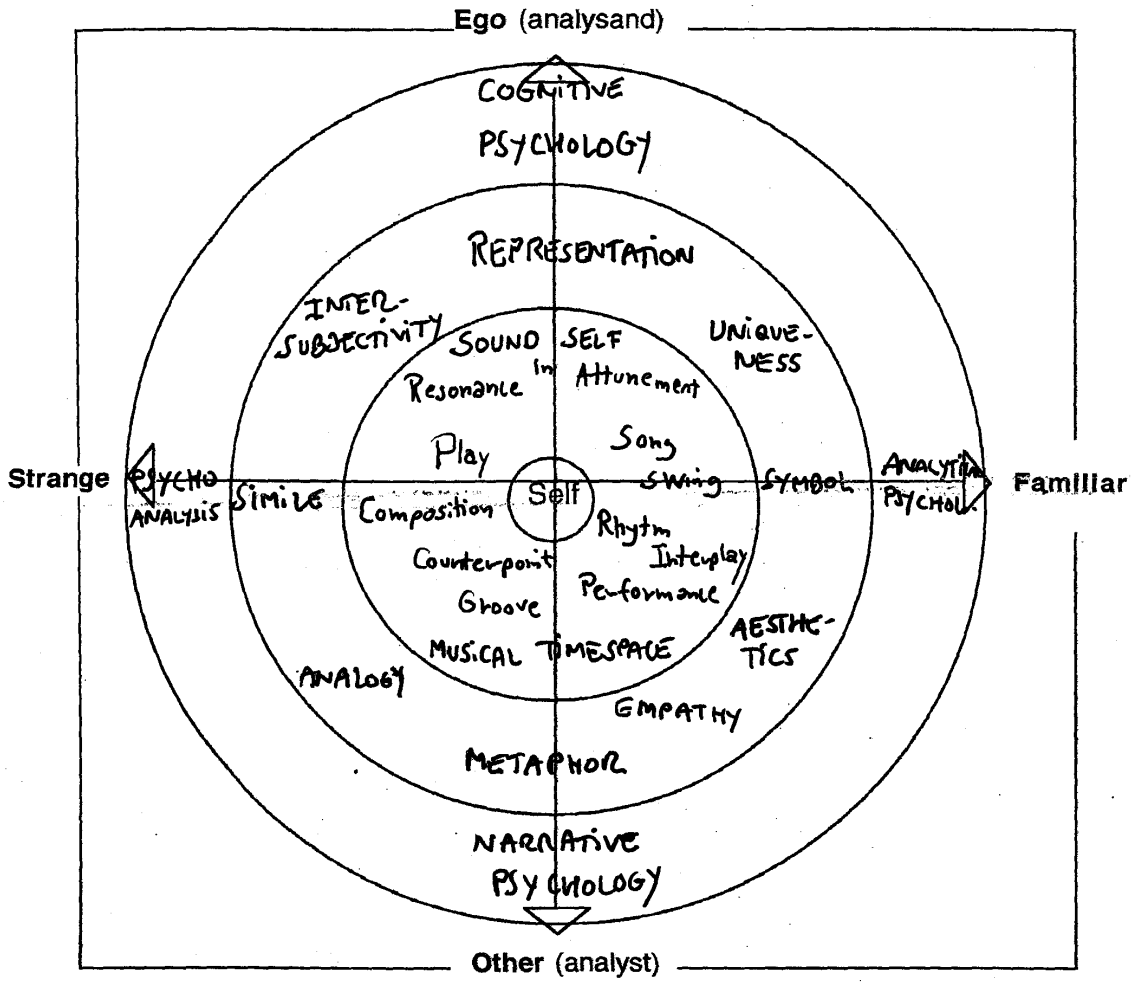 Ego (analysand)
COGNITIVE
PSYCHOLOGY
REPRESENTATION
INTER-
SUBJECTIVITY
UNIQUE-
NESS
SOUND SELF
in
Resonance Attunement
Play
Song
Strange
PSYCHO
ANALYSIS
SIMILE
Composition
Self
Swing
SYMBOL
PSYCHOL.
Familiar
Rhytm
Counterpoint
Interplay
Groove
Performance
MUSICAL TIMESPACE
AESTHE-
TICS
ANALOGY
EMPATHY
METAPHOR
NARRATIVE
PSYCHOLOGY
Other (analyst)